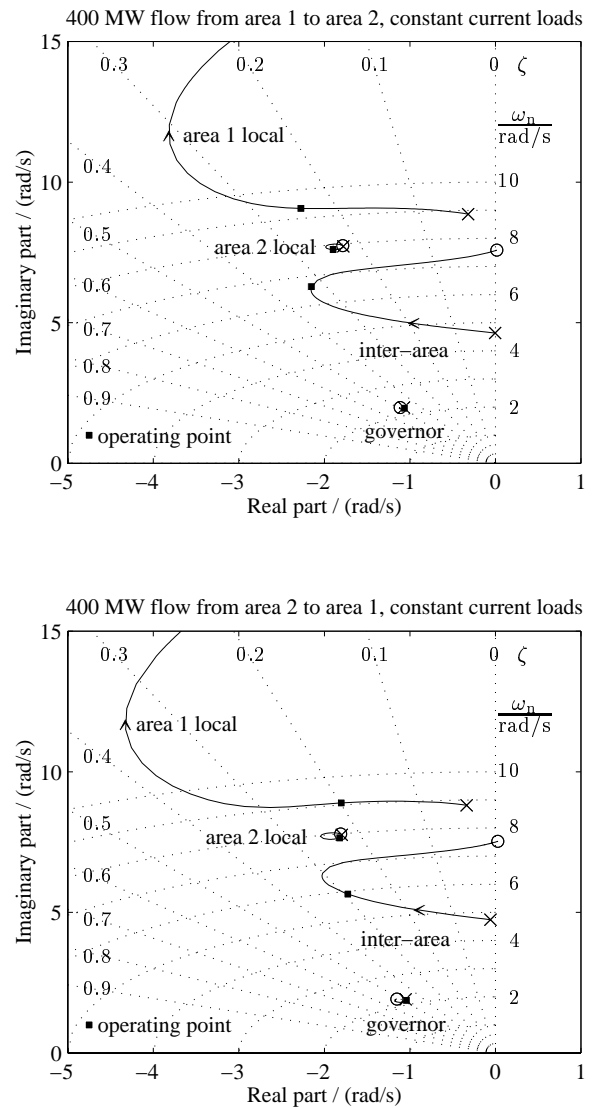 400 MW flow from area 1 to area 2, constant current loads
15
0.3 0.2 0.1 0 ζ
ωn
rad/s
area 1 local
0.4
10 10
0.5
8
area 2 local
0.6
6
0.7
5
inter−area 4
0.8
0.9
2
operating point governor
0
−5 −4 −3 −2 −1 0 1
Imaginary part / (rad/s)
Real part / (rad/s)
400 MW flow from area 2 to area 1, constant current loads
15
0.3 0.2 0.1 0 ζ
ωn
rad/s
area 1 local
0.4
10 10
0.5
8
area 2 local
0.6
6
0.7
5
inter−area 4
0.8
0.9
2
operating point governor
0
−5 −4 −3 −2 −1 0 1
Imaginary part / (rad/s)
Real part / (rad/s)